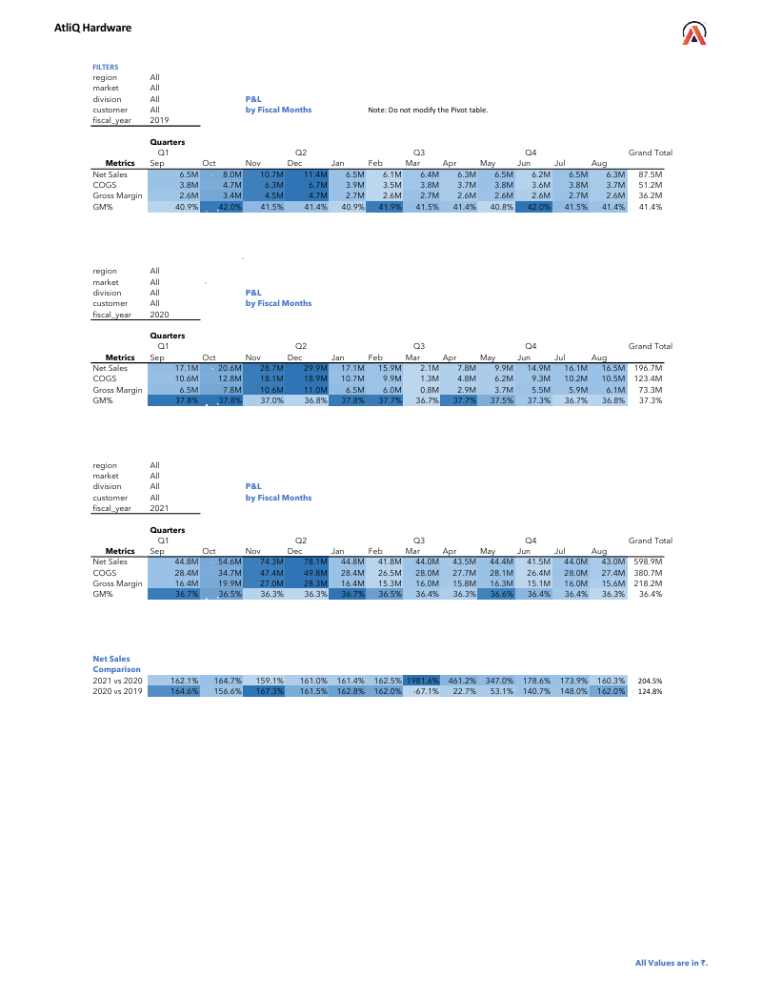 AtliQ Hardware
FILTERS
region All
market All
division All P&L
customer All by Fiscal Months Note: Do not modify the Pivot table.
fiscal_year 2019
Quarters
Q1 Q2 Q3 Q4 Grand Total
Metrics Sep Oct Nov Dec Jan Feb Mar Apr May Jun Jul Aug
Net Sales 6.5M 8.0M 10.7M 11.4M 6.5M 6.1M 6.4M 6.3M 6.5M 6.2M 6.5M 6.3M 87.5M
COGS 3.8M 4.7M 6.3M 6.7M 3.9M 3.5M 3.8M 3.7M 3.8M 3.6M 3.8M 3.7M 51.2M
Gross Margin 2.6M 3.4M 4.5M 4.7M 2.7M 2.6M 2.7M 2.6M 2.6M 2.6M 2.7M 2.6M 36.2M
GM% 40.9% 42.0% 41.5% 41.4% 40.9% 41.9% 41.5% 41.4% 40.8% 42.0% 41.5% 41.4% 41.4%
region All
market All
division All P&L
customer All by Fiscal Months
fiscal_year 2020
Quarters
Q1 Q2 Q3 Q4 Grand Total
Metrics Sep Oct Nov Dec Jan Feb Mar Apr May Jun Jul Aug
Net Sales 17.1M 20.6M 28.7M 29.9M 17.1M 15.9M 2.1M 7.8M 9.9M 14.9M 16.1M 16.5M 196.7M
COGS 10.6M 12.8M 18.1M 18.9M 10.7M 9.9M 1.3M 4.8M 6.2M 9.3M 10.2M 10.5M 123.4M
Gross Margin 6.5M 7.8M 10.6M 11.0M 6.5M 6.0M 0.8M 2.9M 3.7M 5.5M 5.9M 6.1M 73.3M
GM% 37.8% 37.8% 37.0% 36.8% 37.8% 37.7% 36.7% 37.7% 37.5% 37.3% 36.7% 36.8% 37.3%
region All
market All
division All P&L
customer All by Fiscal Months
fiscal_year 2021
Quarters
Q1 Q2 Q3 Q4 Grand Total
Metrics Sep Oct Nov Dec Jan Feb Mar Apr May Jun Jul Aug
Net Sales 44.8M 54.6M 74.3M 78.1M 44.8M 41.8M 44.0M 43.5M 44.4M 41.5M 44.0M 43.0M 598.9M
COGS 28.4M 34.7M 47.4M 49.8M 28.4M 26.5M 28.0M 27.7M 28.1M 26.4M 28.0M 27.4M 380.7M
Gross Margin 16.4M 19.9M 27.0M 28.3M 16.4M 15.3M 16.0M 15.8M 16.3M 15.1M 16.0M 15.6M 218.2M
GM% 36.7% 36.5% 36.3% 36.3% 36.7% 36.5% 36.4% 36.3% 36.6% 36.4% 36.4% 36.3% 36.4%
Net Sales
Comparison
2021 vs 2020 162.1% 164.7% 159.1% 161.0% 161.4% 162.5% 1981.6% 461.2% 347.0% 178.6% 173.9% 160.3% 204.5%
2020 vs 2019 164.6% 156.6% 167.3% 161.5% 162.8% 162.0% -67.1% 22.7% 53.1% 140.7% 148.0% 162.0% 124.8%
All Values are in ₹.